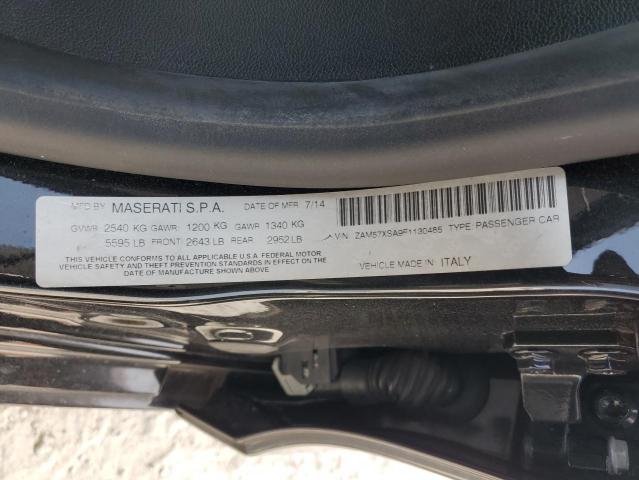 MFD BY MASERATI S.P.A. DATE OF MFR 7/14
GVWR 2540 KG GAWR: 1200 KG GAWR: 1340 KG
5595 LB FRONT 2643 LB REAR 2952 LB
THIS VEHICLE CONFORMS TO ALL APPLICABLE U.S.A. FEDERAL MOTOR
VEHICLE SAFETY AND THEFT PREVENTION STANDARDS IN EFFECT ON THE
DATE OF MANUFACTURE SHOWN ABOVE
V.I.N. ZAM57XSA9F1130485 TYPE: PASSENGER CAR
VEHICLE MADE IN ITALY